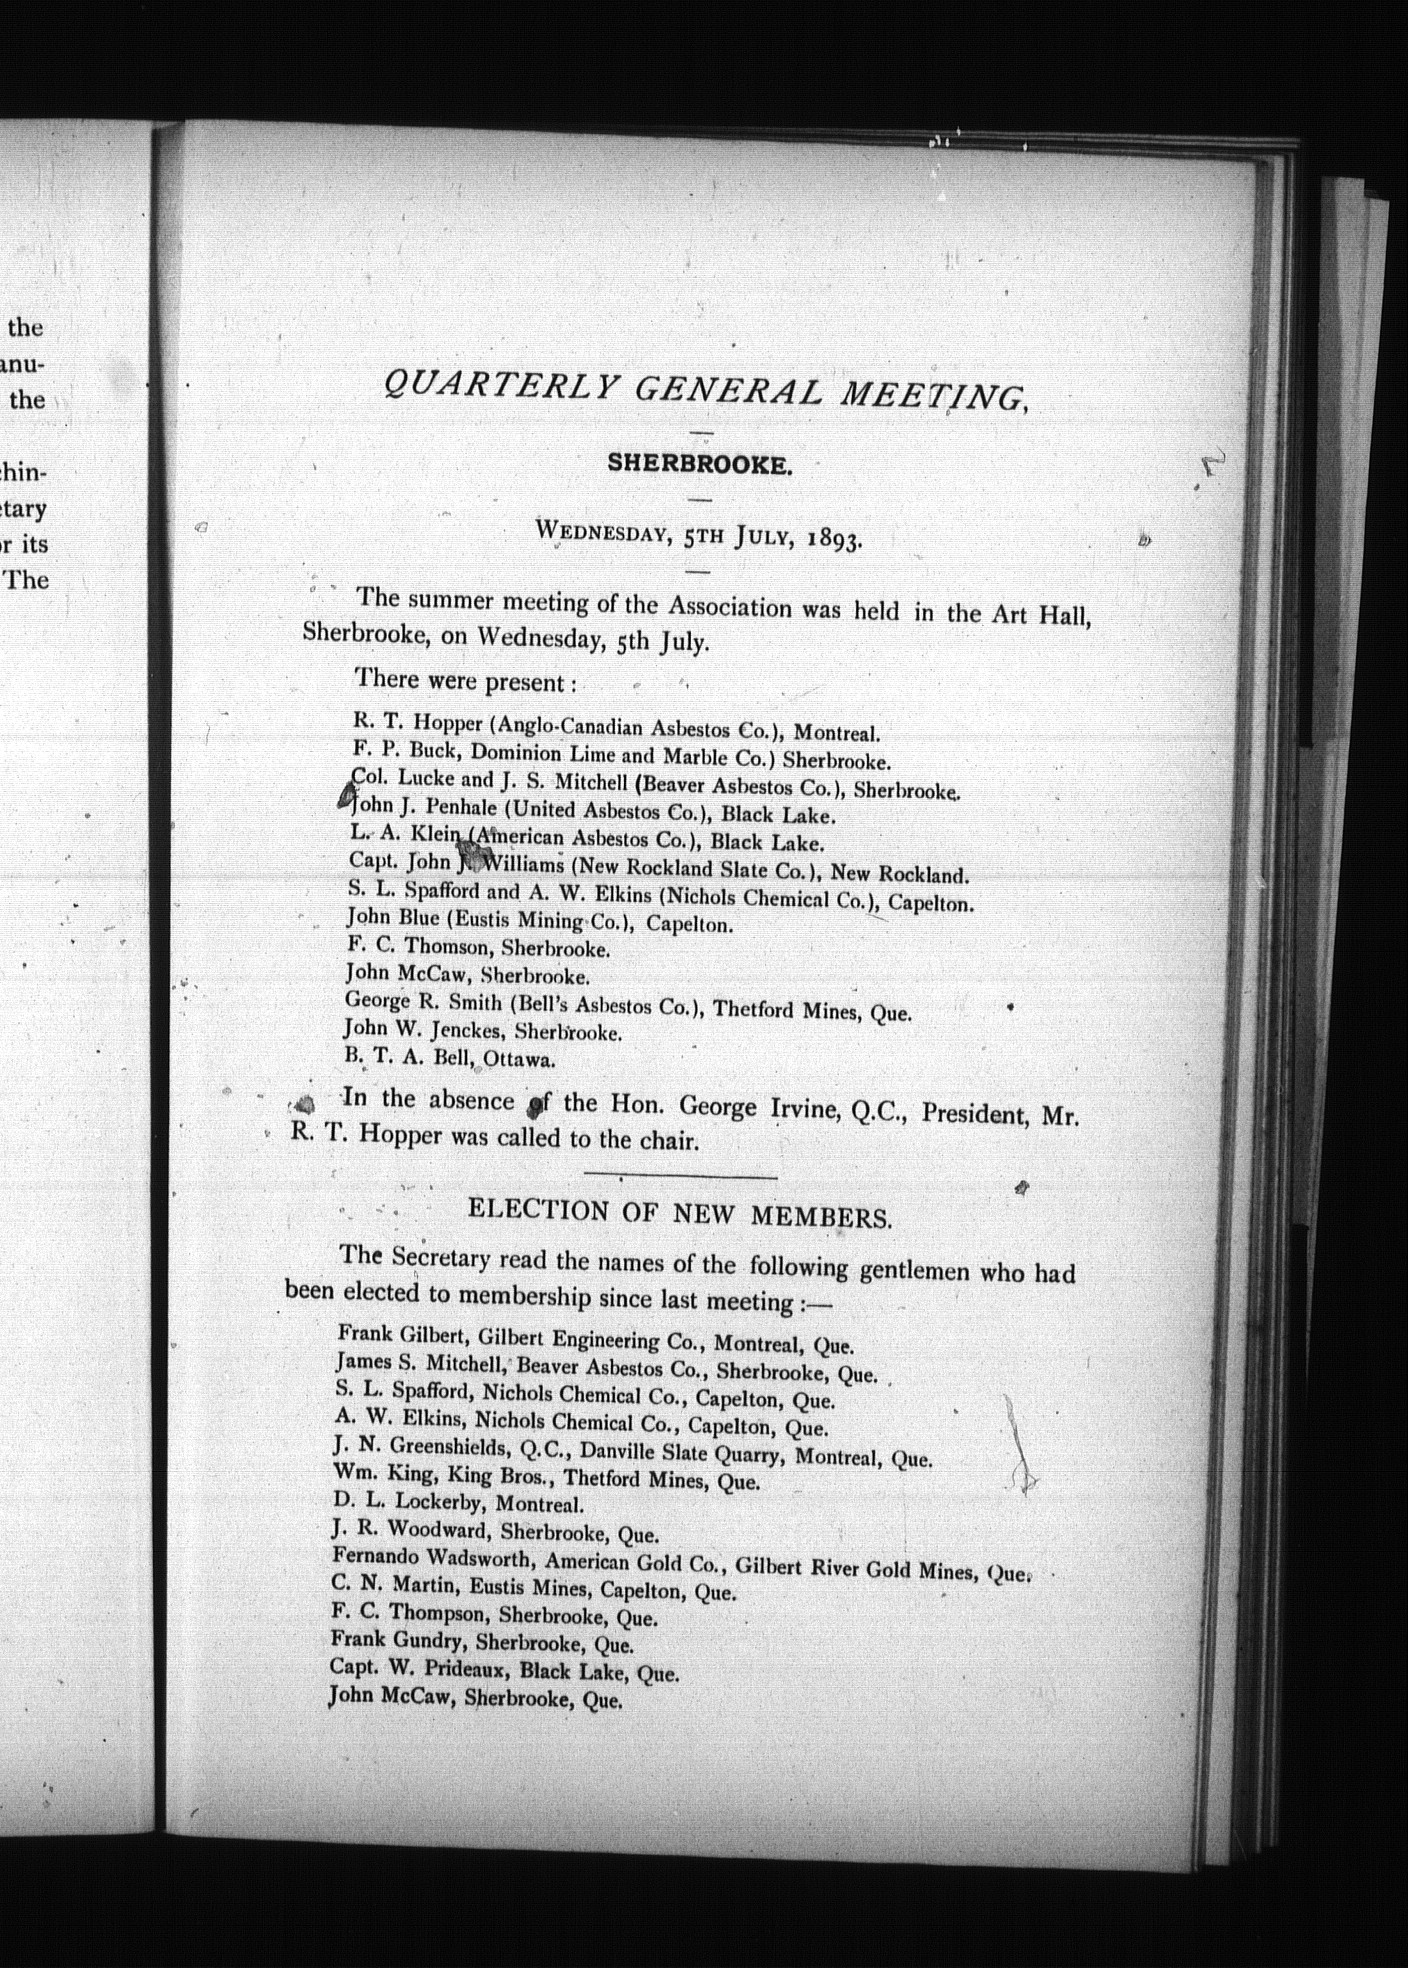 the
anu-
the
hin-
etary
r its
The
QUARTERLY GENERAL MEETING,
SHERBROOKE.
WEDNESDAY, 5TH JULY, 1893.
The summer meeting of the Association was held in the Art Hall,
Sherbrooke, on Wednesday, 5th July.
There were present :
R. T. Hopper (Anglo-Canadian Asbestos Co.), Montreal.
F. P. Buck, Dominion Lime and Marble Co.) Sherbrooke.
Col. Lucke and J. S. Mitchell (Beaver Asbestos Co.), Sherbrooke.
John J. Penhale (United Asbestos Co.), Black Lake.
L. A. Klein (American Asbestos Co.), Black Lake.
Capt. John J. Williams (New Rockland Slate Co.), New Rockland.
S. L. Spafford and A. W. Elkins (Nichols Chemical Co.), Capelton.
John Blue (Eustis Mining Co.), Capelton.
F. C. Thomson, Sherbrooke.
John McCaw, Sherbrooke.
George R. Smith (Bell's Asbestos Co.), Thetford Mines, Que.
John W. Jenckes, Sherbrooke.
B. T. A. Bell, Ottawa.
In the absence of the Hon. George Irvine, Q.C., President, Mr.
R. T. Hopper was called to the chair.
ELECTION OF NEW MEMBERS.
The Secretary read the names of the following gentlemen who had
been elected to membership since last meeting :—
Frank Gilbert, Gilbert Engineering Co., Montreal, Que.
James S. Mitchell, Beaver Asbestos Co., Sherbrooke, Que.
S. L. Spafford, Nichols Chemical Co., Capelton, Que.
A. W. Elkins, Nichols Chemical Co., Capelton, Que.
J. N. Greenshields, Q.C., Danville Slate Quarry, Montreal, Que.
Wm. King, King Bros., Thetford Mines, Que.
D. L. Lockerby, Montreal.
J. R. Woodward, Sherbrooke, Que.
Fernando Wadsworth, American Gold Co., Gilbert River Gold Mines, Que.
C. N. Martin, Eustis Mines, Capelton, Que.
F. C. Thompson, Sherbrooke, Que.
Frank Gundry, Sherbrooke, Que.
Capt. W. Prideaux, Black Lake, Que.
John McCaw, Sherbrooke, Que.